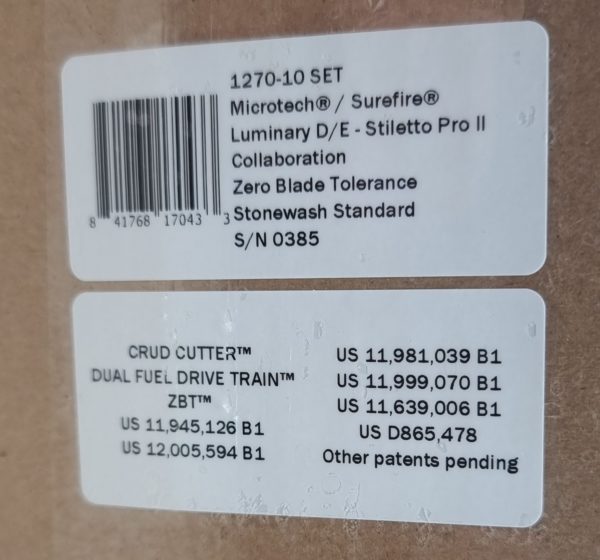 1270-10 SET
Microtech® / Surefire®
Luminary D/E - Stiletto Pro II
Collaboration
Zero Blade Tolerance
Stonewash Standard
S/N 0385
8 41768 17043 3
CRUD CUTTER™
DUAL FUEL DRIVE TRAIN™
ZBT™
US 11,945,126 B1
US 12,005,594 B1
US 11,981,039 B1
US 11,999,070 B1
US 11,639,006 B1
US D865,478
Other patents pending